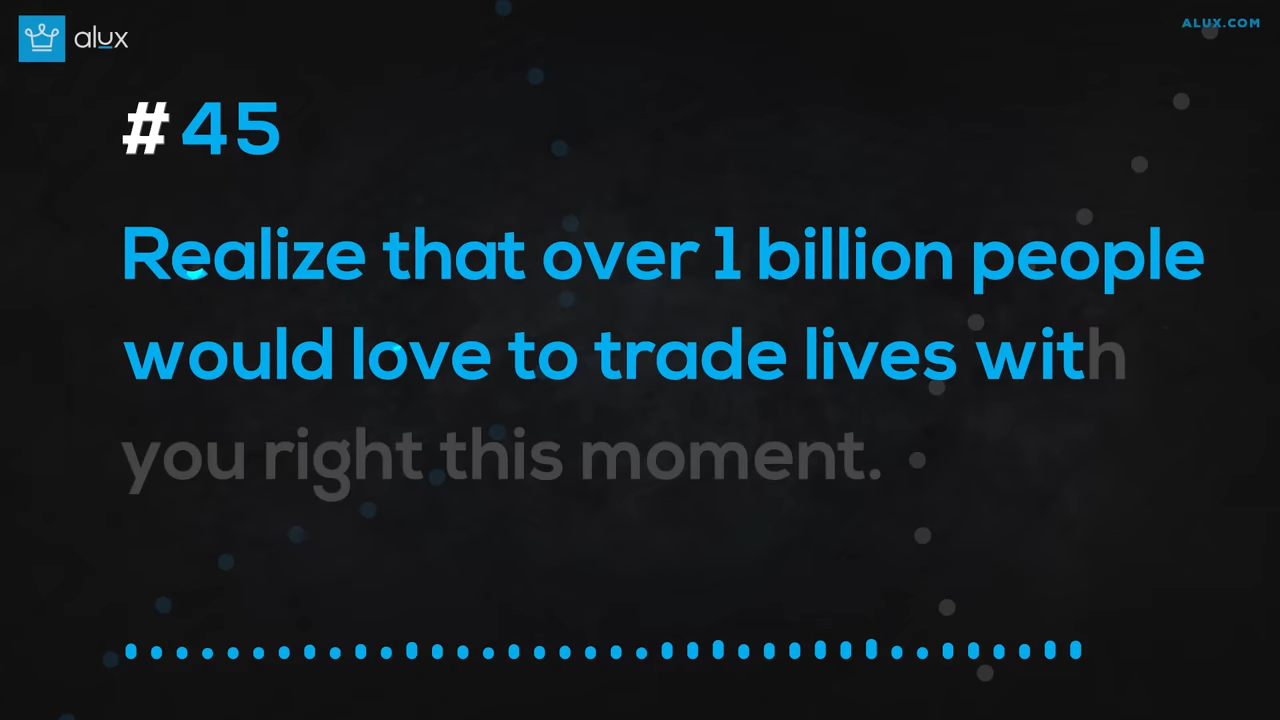 alux
ALUX.COM
#45
Realize that over 1 billion people
would love to trade lives with
you right this moment.